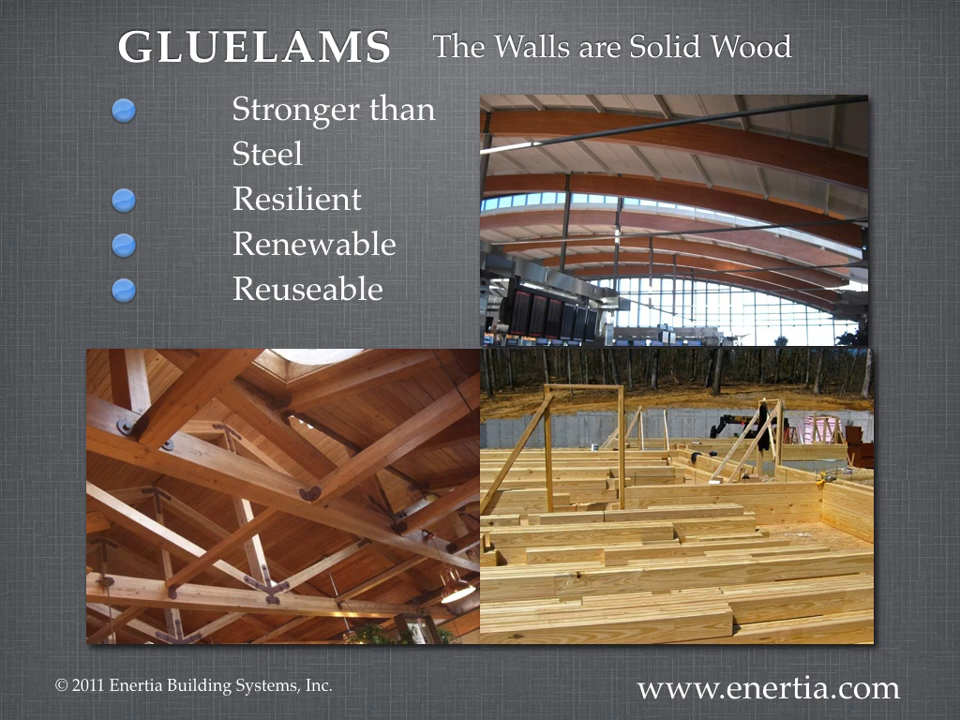 GLUELAMS
The Walls are Solid Wood
Stronger than
Steel
Resilient
Renewable
Reuseable
© 2011 Enertia Building Systems, Inc.
www.enertia.com